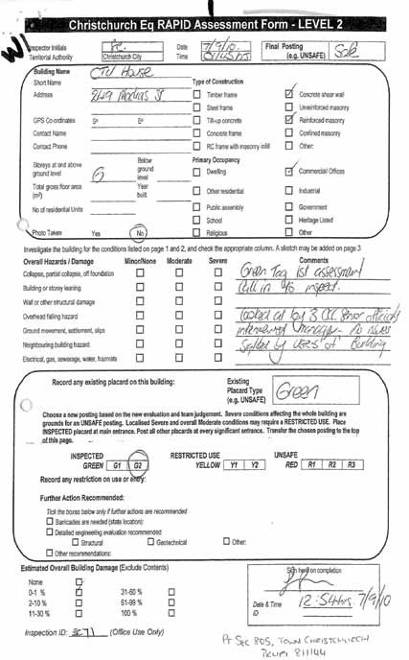 Christchurch Eq RAPID Assessment Form - LEVEL 2
Inspector Initials Date 7/9/10. Final Posting Safe
Territorial Authority Christchurch City Time (e.g. UNSAFE)
Building Name CTV House
Short Name Type of Construction
Address 249 Madras St Timber frame Concrete shear wall
Steel frame Unreinforced masonry
GPS Co-ordinates Sº Eº Tilt-up concrete Reinforced masonry
Contact Name Concrete frame Confined masonry
Contact Phone RC frame with masonry infill Other:
Storeys at and above ground level 6 Below ground level Primary Occupancy
Dwelling Commercial/ Offices
Total gross floor area (m²) Year built Other residential Industrial
No of residential Units Public assembly Government
School Heritage Listed
Photo Taken Yes No Religious Other
Investigate the building for the conditions listed on page 1 and 2, and check the appropriate column. A sketch may be added on page 3
Overall Hazards / Damage Minor/None Moderate Severe Comments
Collapse, partial collapse, off foundation Green Tag 1st assessment
Building or storey leaning
Wall or other structural damage
Overhead falling hazard looked at by 3 CCC Senior officials
Ground movement, settlement, slips manager
Neighbouring building hazard by users of Building
Electrical, gas, sewerage, water, hazmats
Record any existing placard on this building: Existing Placard Type (e.g. UNSAFE) Green
Choose a new posting based on the new evaluation and team judgement. Severe conditions affecting the whole building are
grounds for an UNSAFE posting. Localised Severe and overall Moderate conditions may require a RESTRICTED USE. Place
INSPECTED placard at main entrance. Post all other placards at every significant entrance. Transfer the chosen posting to the top
of this page.
INSPECTED RESTRICTED USE UNSAFE
GREEN G1 G2 YELLOW Y1 Y2 RED R1 R2 R3
Record any restriction on use or entry:
Further Action Recommended:
Tick the boxes below only if further actions are recommended
Barricades are needed (state location):
Detailed engineering evaluation recommended
Structural Geotechnical Other:
Other recommendations:
Estimated Overall Building Damage (Exclude Contents)
None
0-1 % 31-60 %
2-10 % 61-99 %
11-30 % 100 %
Sign here on completion
Date & Time 12:54hrs 7/9/10
ID
Inspection ID: (Office Use Only)
Pt Sec 805, Town Christchurch